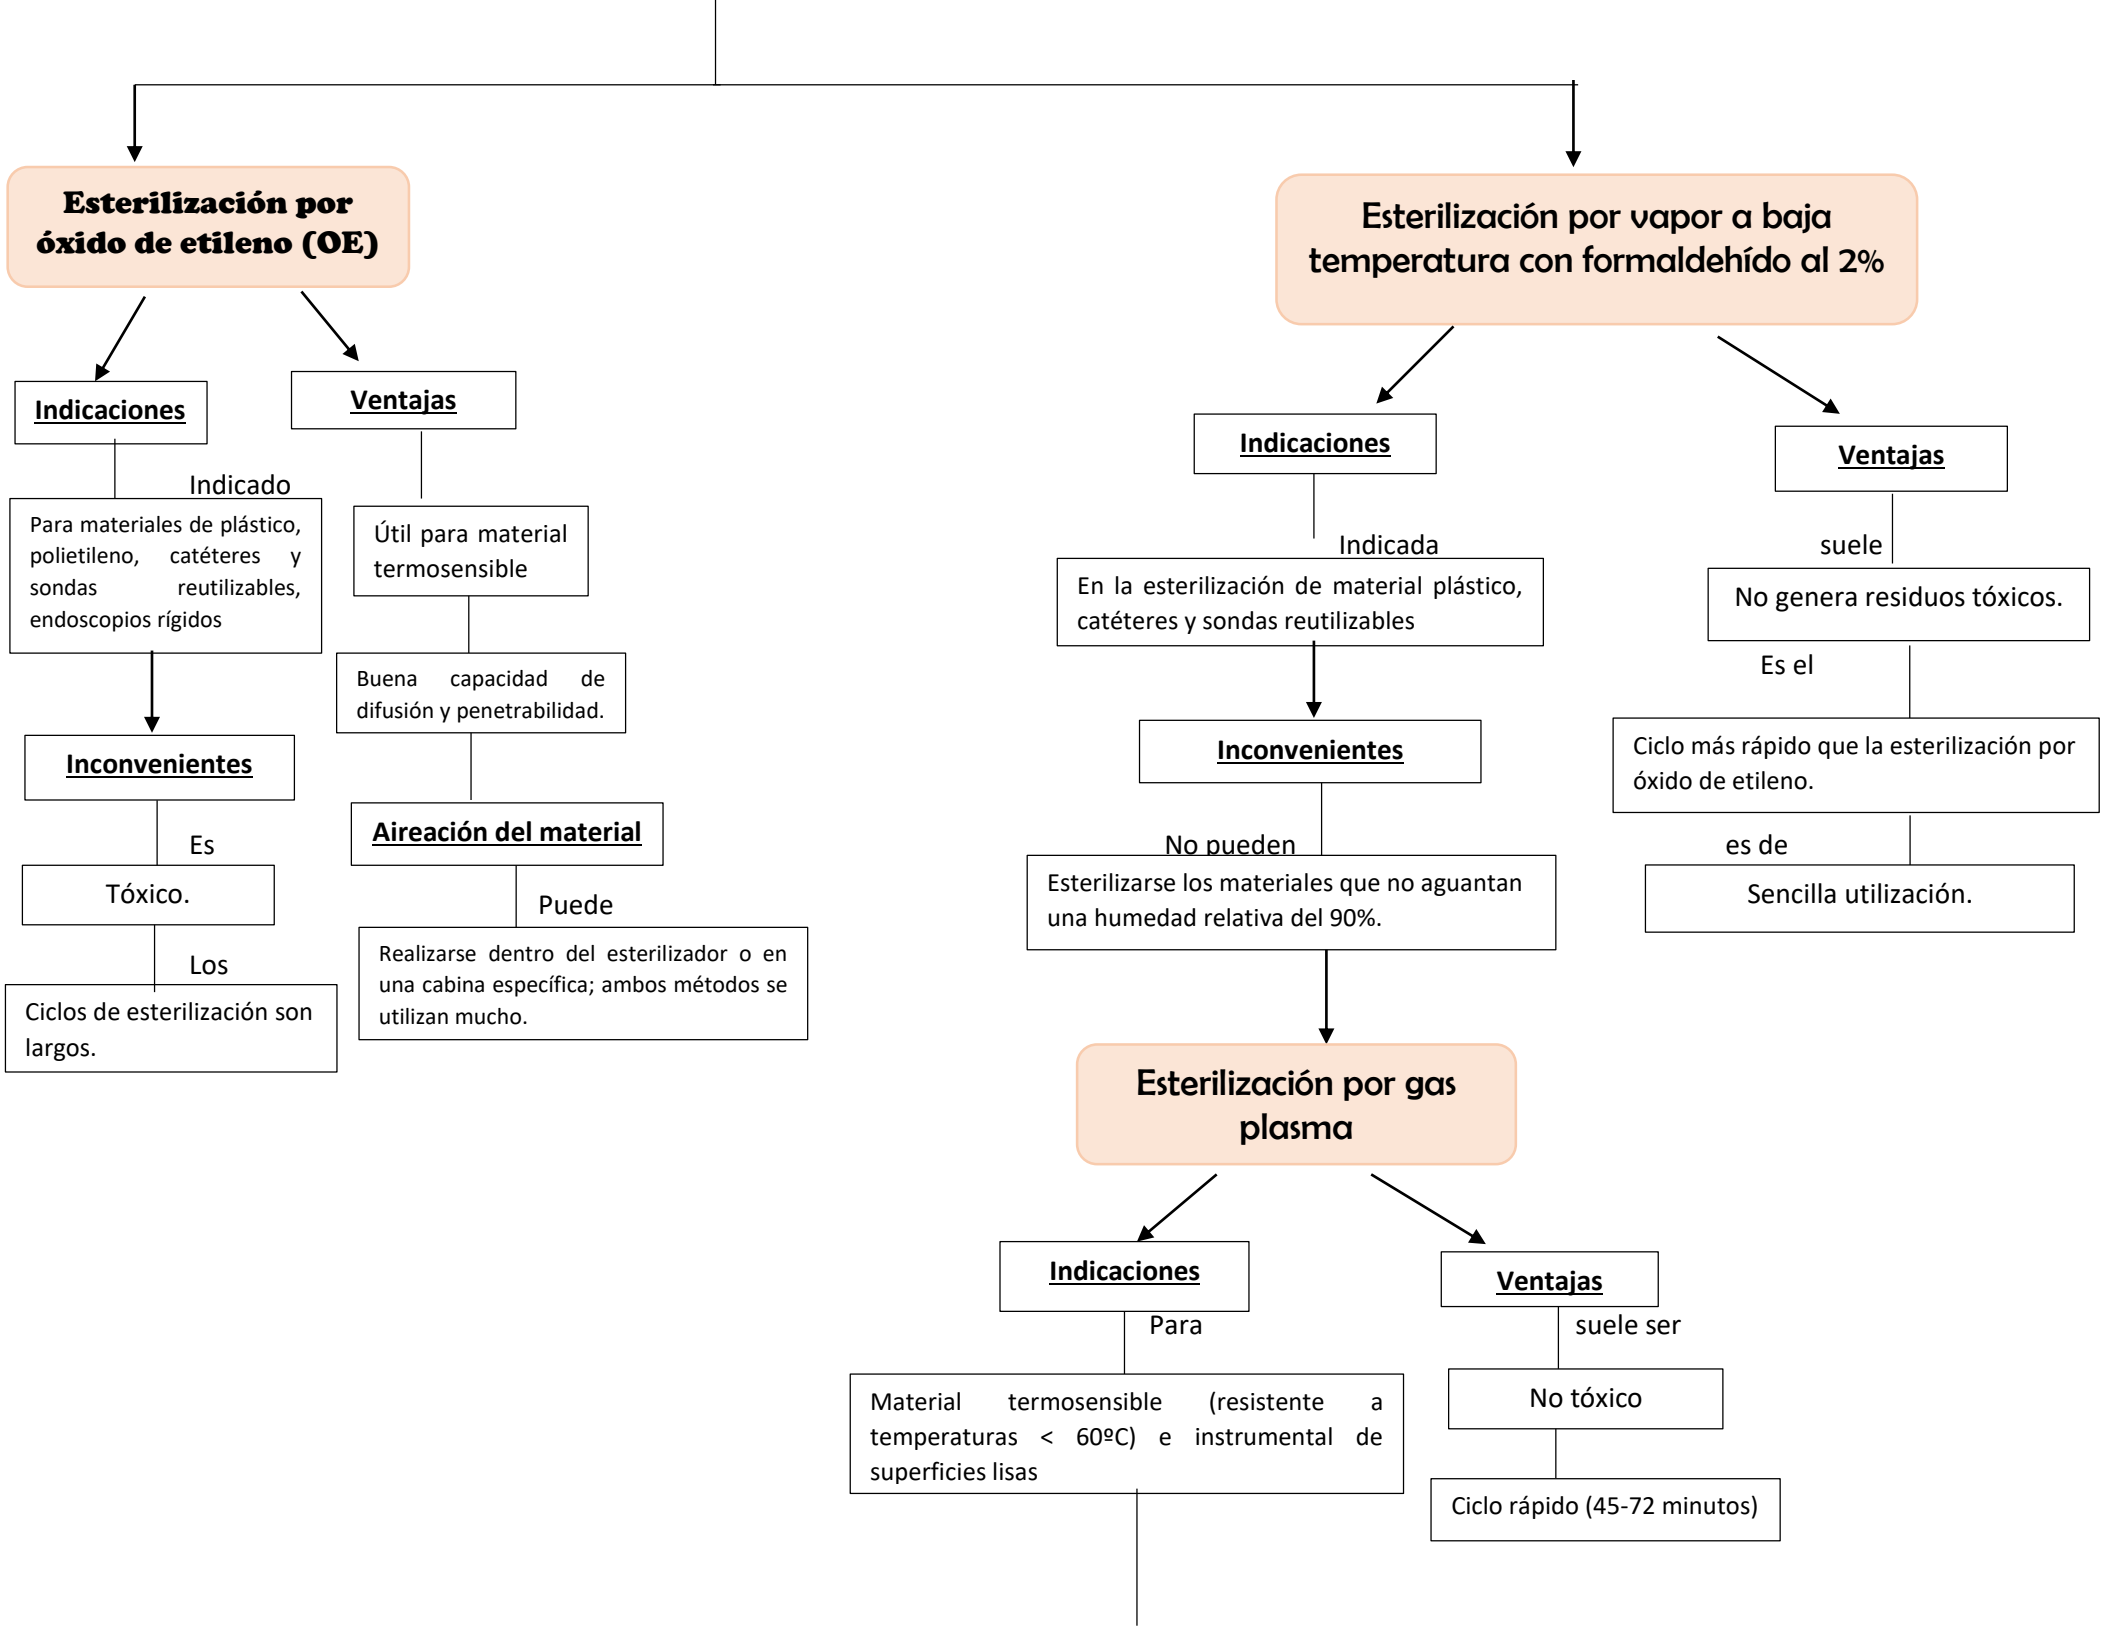 Esterilización por
óxido de etileno (OE)
Indicaciones
Indicado
Para materiales de plástico,
polietileno, catéteres y
sondas reutilizables,
endoscopios rígidos
Inconvenientes
Es
Tóxico.
Los
Ciclos de esterilización son
largos.
Ventajas
Útil para material
termosensible
Buena capacidad de
difusión y penetrabilidad.
Aireación del material
Puede
Realizarse dentro del esterilizador o en
una cabina específica; ambos métodos se
utilizan mucho.
Esterilización por vapor a baja
temperatura con formaldehído al 2%
Indicaciones
Indicada
En la esterilización de material plástico,
catéteres y sondas reutilizables
Inconvenientes
No pueden
Esterilizarse los materiales que no aguantan
una humedad relativa del 90%.
Ventajas
suele
No genera residuos tóxicos.
Es el
Ciclo más rápido que la esterilización por
óxido de etileno.
es de
Sencilla utilización.
Esterilización por gas
plasma
Indicaciones
Para
Material termosensible (resistente a
temperaturas < 60ºC) e instrumental de
superficies lisas
Ventajas
suele ser
No tóxico
Ciclo rápido (45-72 minutos)